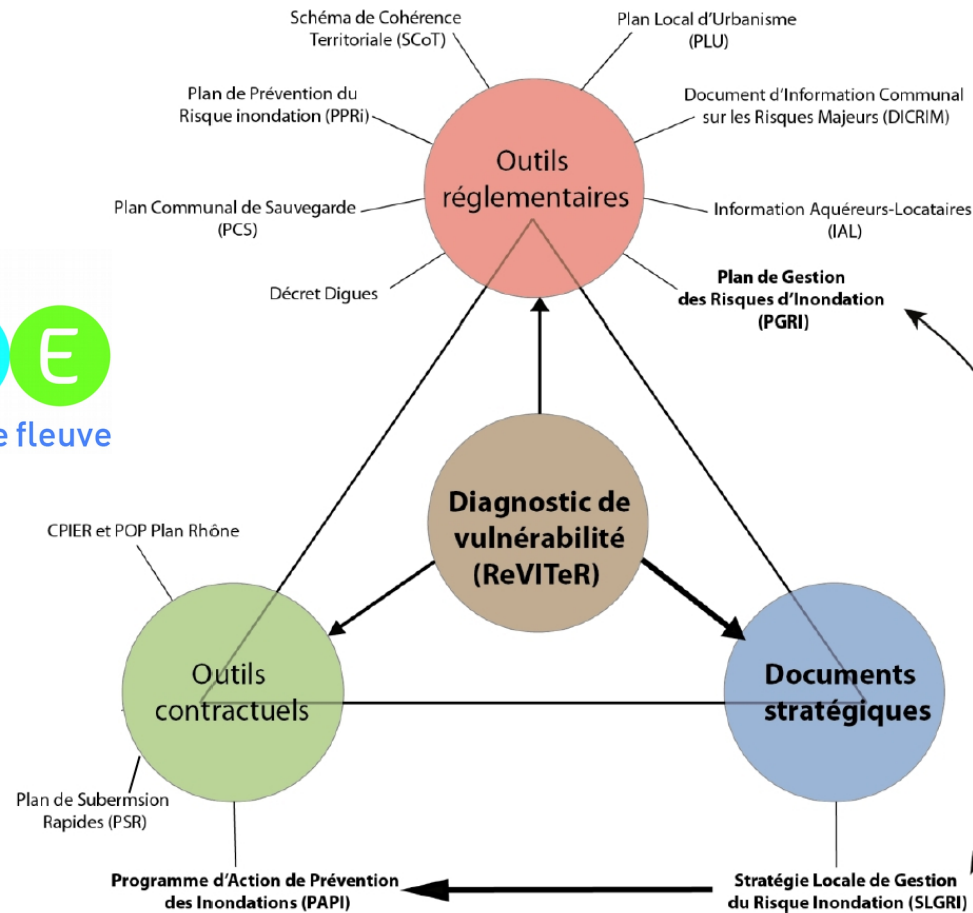 Schéma de Cohérence
Territoriale (SCoT)
Plan Local d'Urbanisme
(PLU)
Plan de Prévention du
Risque inondation (PPRi)
Document d'Information Communal
sur les Risques Majeurs (DICRIM)
Outils
réglementaires
Plan Communal de Sauvegarde
(PCS)
Information Aquéreurs-Locataires
(IAL)
Décret Digues
Plan de Gestion
des Risques d'Inondation
(PGRI)
E
fleuve
Diagnostic de
vulnérabilité
(ReVITeR)
CPIER et POP Plan Rhône
Outils
contractuels
Documents
stratégiques
Plan de Subermsion
Rapides (PSR)
Programme d'Action de Prévention
des Inondations (PAPI)
Stratégie Locale de Gestion
du Risque Inondation (SLGRI)